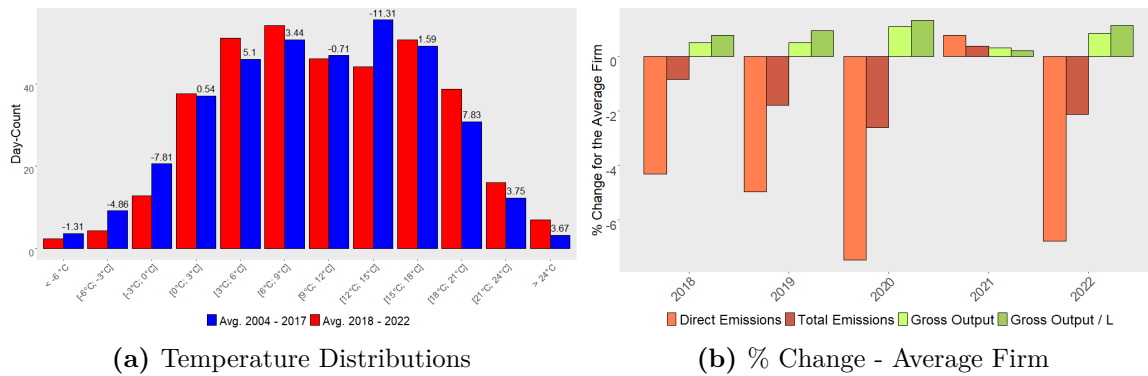 Day-Count
40
20
0
-1.31
-4.86
-7.81
0.54
5.1
3.44
-0.71
-11.31
1.59
7.83
3.75
3.67
< -6 °C
[-6°C; -3°C]
[-3°C; 0°C]
[0°C; 3°C]
[3°C; 6°C]
[6°C; 9°C]
[9°C; 12°C]
[12°C; 15°C]
[15°C; 18°C]
[18°C; 21°C]
[21°C; 24°C]
> 24°C
Avg. 2004 - 2017 Avg. 2018 - 2022
(a) Temperature Distributions
% Change for the Average Firm
0
-2
-4
-6
2018
2019
2020
2021
2022
Direct Emissions Total Emissions Gross Output Gross Output / L
(b) % Change - Average Firm